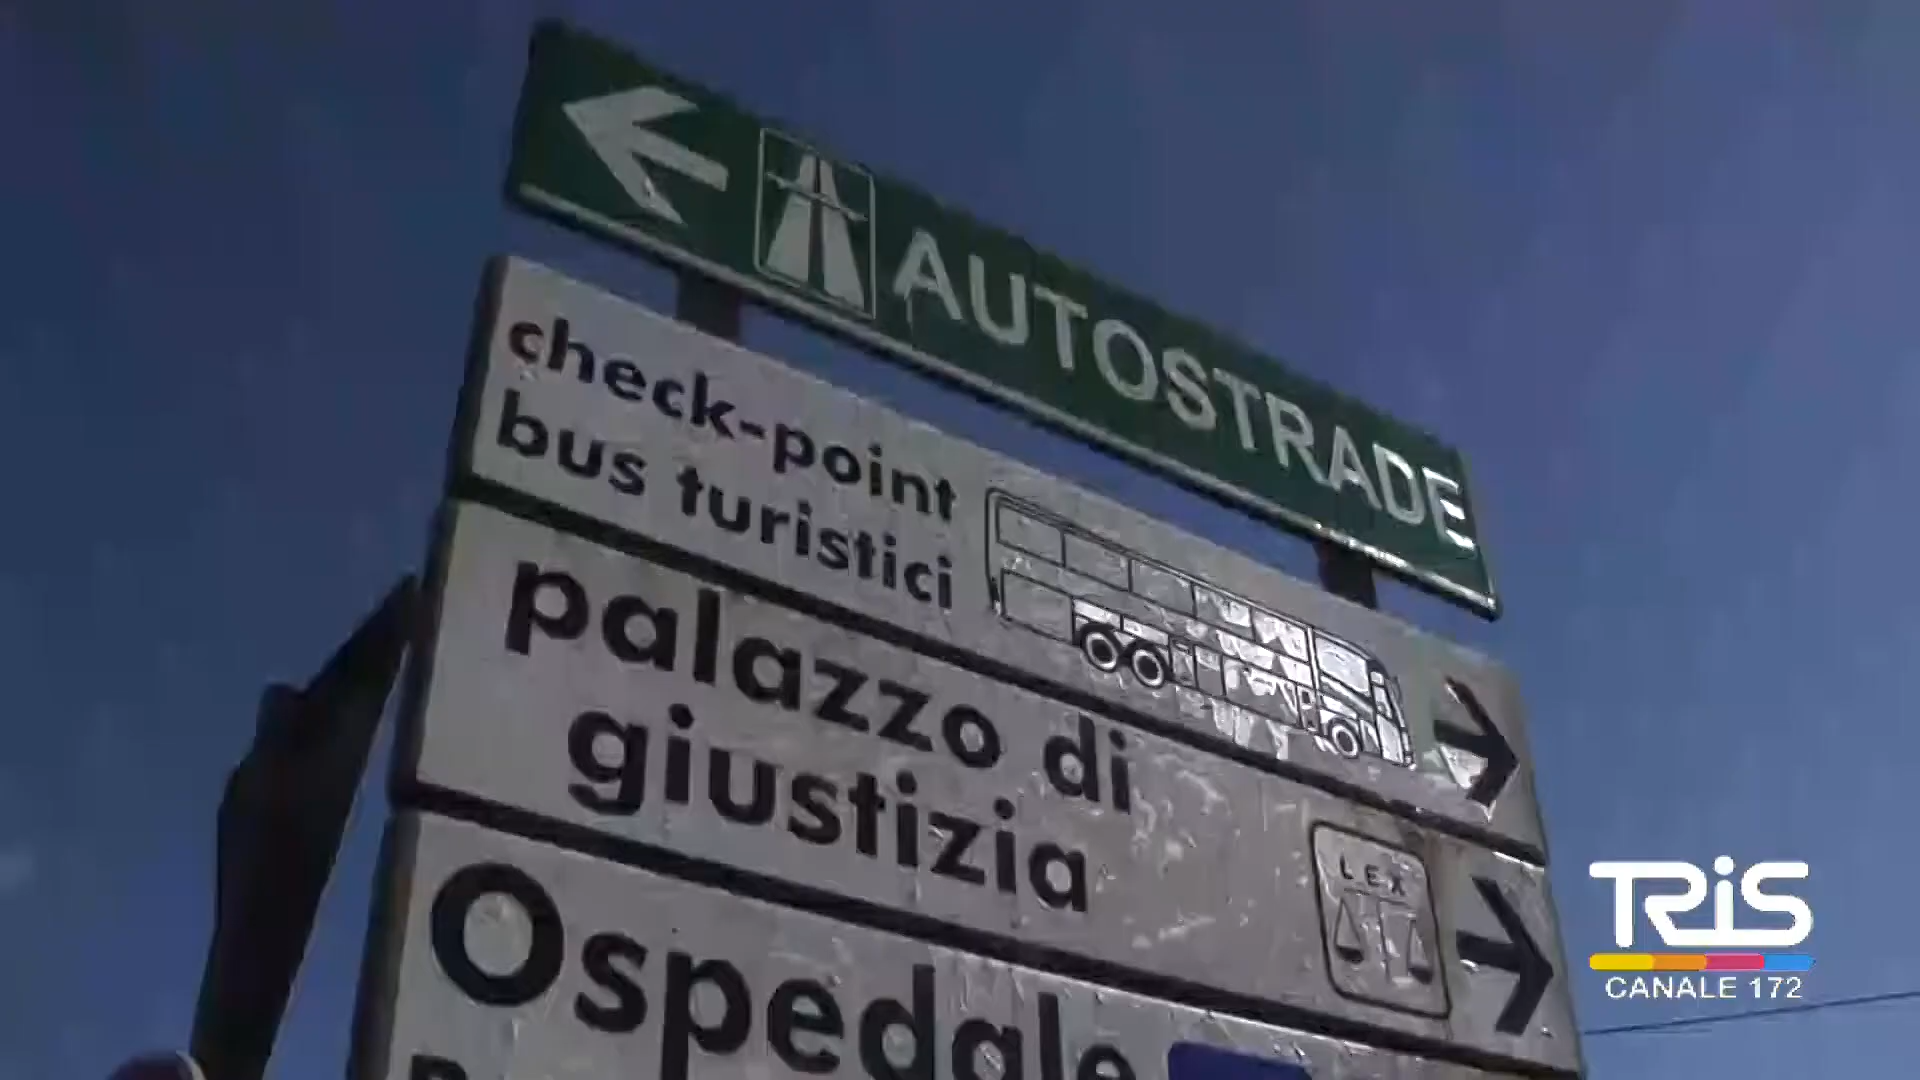 AUTOSTRADE
check-point
bus turistici
palazzo di
giustizia
LEX
Ospedale
TRIS
CANALE 172